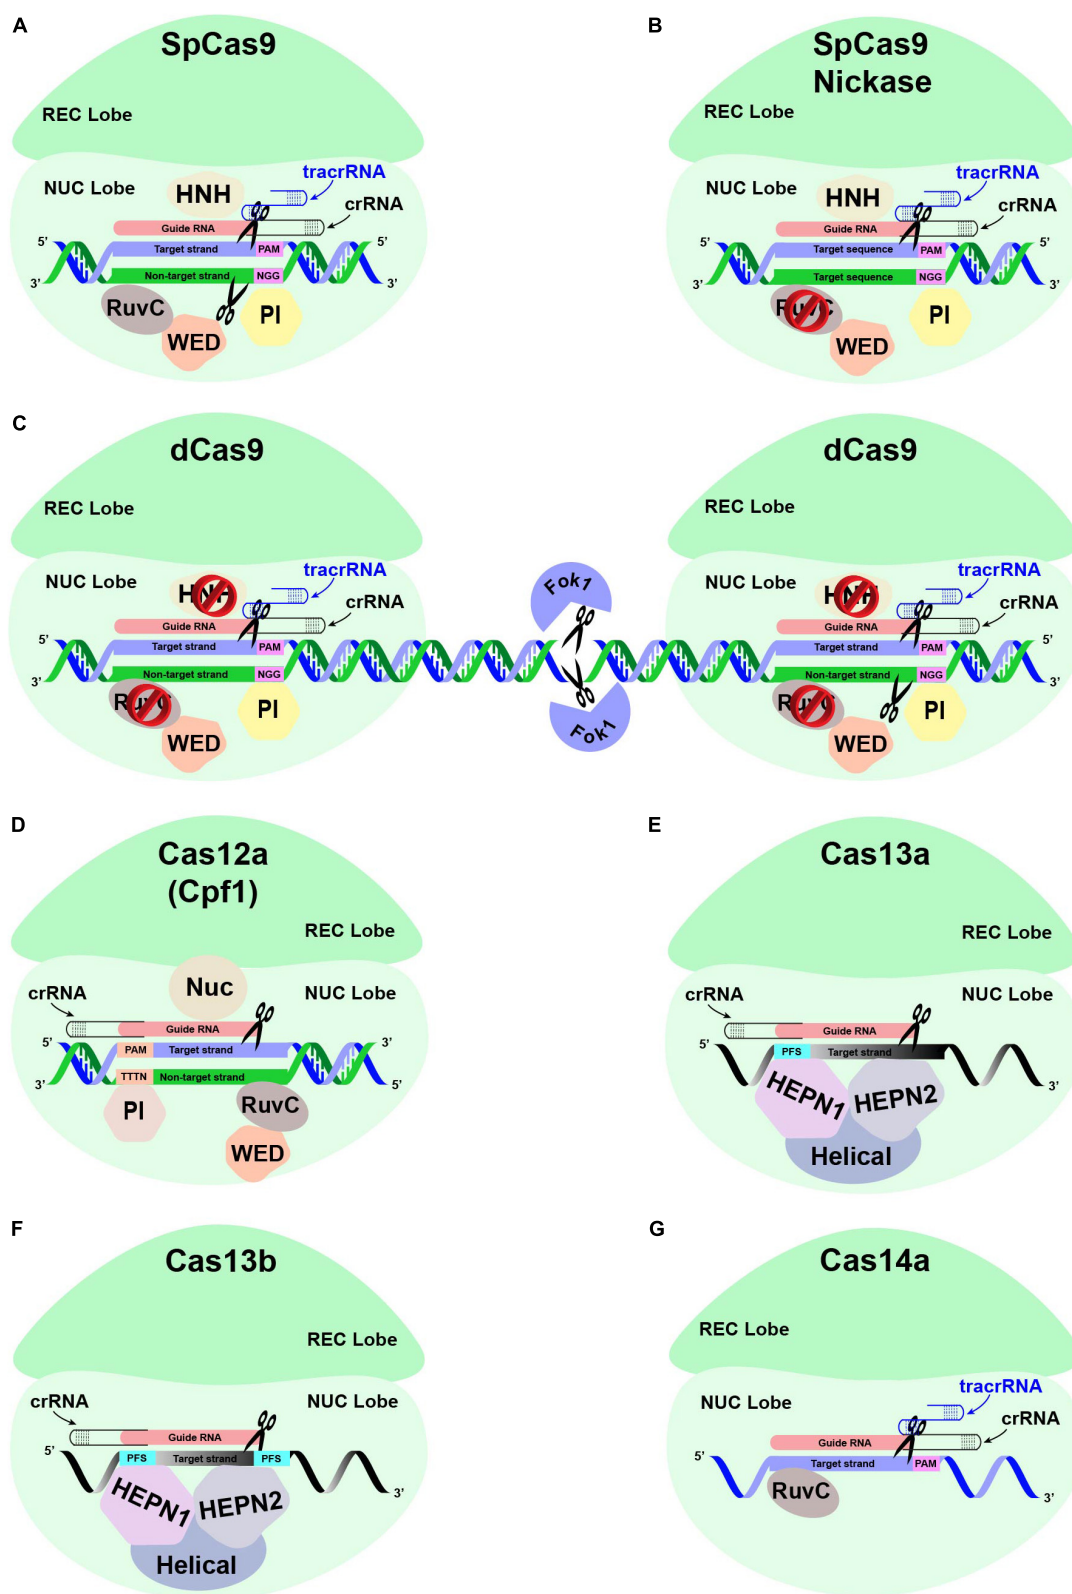 A
SpCas9
REC Lobe
NUC Lobe
HNH
tracrRNA
crRNA
Guide RNA
5’
Target strand
PAM
5’
3’
Non-target strand
NGG
3’
RuvC
PI
WED
B
SpCas9
Nickase
REC Lobe
NUC Lobe
HNH
tracrRNA
crRNA
Guide RNA
5’
Target sequence
PAM
5’
3’
Target sequence
NGG
3’
RuvC
PI
WED
C
dCas9
REC Lobe
NUC Lobe
HNH
tracrRNA
crRNA
Guide RNA
5’
Target strand
PAM
3’
Non-target strand
NGG
RuvC
PI
WED
Fok1
Fok1
dCas9
REC Lobe
NUC Lobe
HNH
tracrRNA
crRNA
Guide RNA
Target strand
PAM
5’
Non-target strand
NGG
3’
RuvC
PI
WED
D
Cas12a
(Cpf1)
REC Lobe
Nuc
NUC Lobe
crRNA
Guide RNA
5’
PAM
Target strand
3’
3’
TTTN
Non-target strand
5’
PI
RuvC
WED
E
Cas13a
REC Lobe
NUC Lobe
crRNA
Guide RNA
5’
PFS
Target strand
3’
HEPN1
HEPN2
Helical
F
Cas13b
REC Lobe
NUC Lobe
crRNA
Guide RNA
5’
PFS
Target strand
PFS
3’
HEPN1
HEPN2
Helical
G
Cas14a
REC Lobe
NUC Lobe
tracrRNA
crRNA
Guide RNA
5’
Target strand
PAM
3’
RuvC